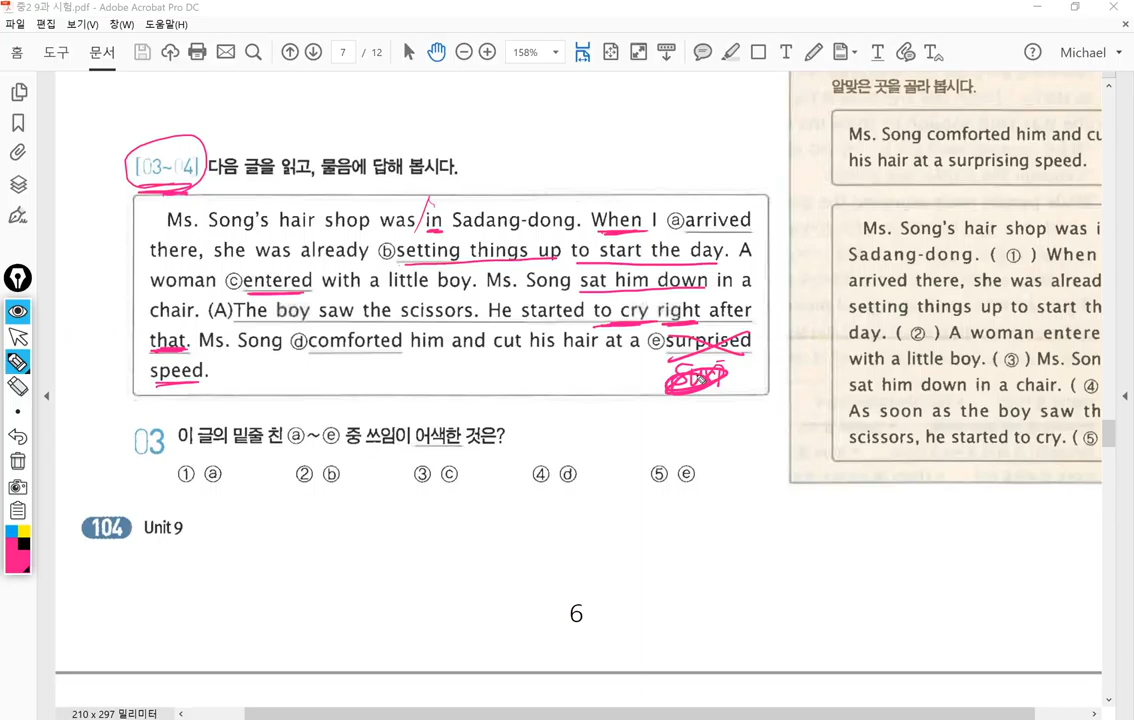 중2 9과 시험.pdf - Adobe Acrobat Pro DC
파일 편집 보기(V) 창(W) 도움말(H)
홈 도구 문서 7 / 12 158% Michael
[03~04] 다음 글을 읽고, 물음에 답해 봅시다.
Ms. Song's hair shop was in Sadang-dong. When I ⓐarrived
there, she was already ⓑsetting things up to start the day. A
woman ⓒentered with a little boy. Ms. Song sat him down in a
chair. (A)The boy saw the scissors. He started to cry right after
that. Ms. Song ⓓcomforted him and cut his hair at a ⓔsurprised
speed.
03 이 글의 밑줄 친 ⓐ~ⓔ 중 쓰임이 어색한 것은?
① ⓐ ② ⓑ ③ ⓒ ④ ⓓ ⑤ ⓔ
104 Unit 9
6
알맞은 곳을 골라 봅시다.
Ms. Song comforted him and cu
his hair at a surprising speed.
Ms. Song's hair shop was i
Sadang-dong. ( ① ) When
arrived there, she was alread
setting things up to start th
day. ( ② ) A woman entere
with a little boy. ( ③ ) Ms. Son
sat him down in a chair. ( ④
As soon as the boy saw th
scissors, he started to cry. ( ⑤
210 x 297 밀리미터